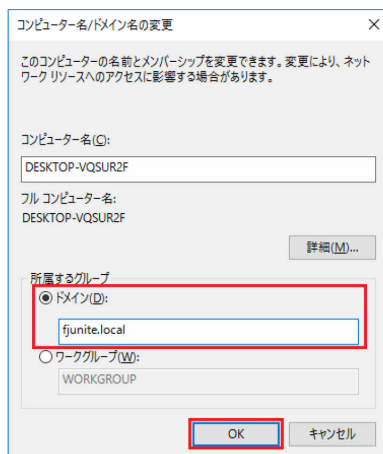 コンピューター名/ドメイン名の変更
このコンピューターの名前とメンバーシップを変更できます。変更により、ネット
ワーク リソースへのアクセスに影響する場合があります。
コンピューター名(C):
DESKTOP-VQSUR2F
フル コンピューター名:
DESKTOP-VQSUR2F
詳細(M)...
所属するグループ
ドメイン(D):
fjunite.local
ワークグループ(W):
WORKGROUP
OK
キャンセル